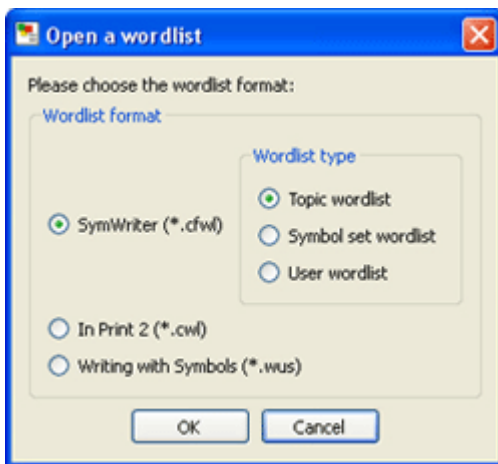 Open a wordlist
Please choose the wordlist format:
Wordlist format
Wordlist type
Topic wordlist
SymWriter (*.cfwl)
Symbol set wordlist
User wordlist
In Print 2 (*.cwl)
Writing with Symbols (*.wus)
OK
Cancel